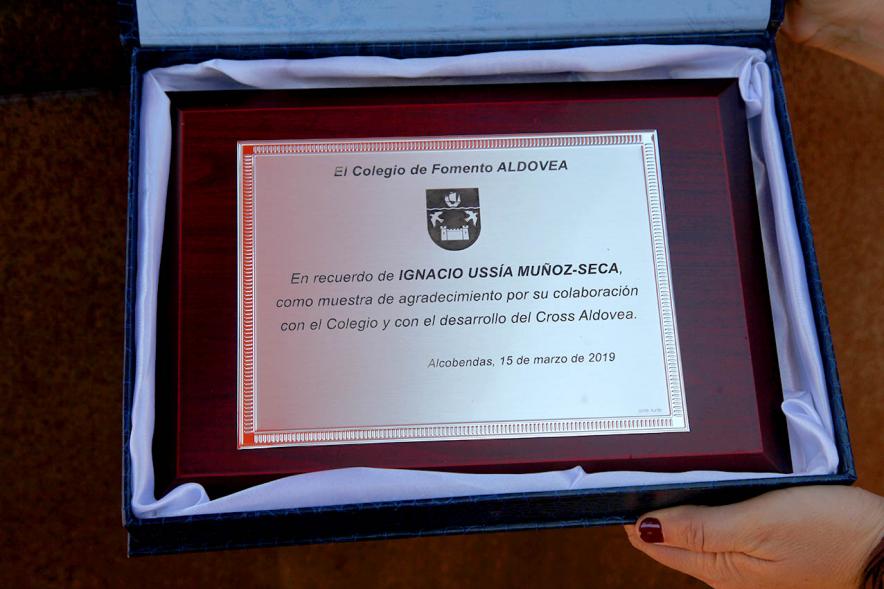 El Colegio de Fomento ALDOVEA
En recuerdo de IGNACIO USSÍA MUÑOZ-SECA,
como muestra de agradecimiento por su colaboración
con el Colegio y con el desarrollo del Cross Aldovea.
Alcobendas, 15 de marzo de 2019